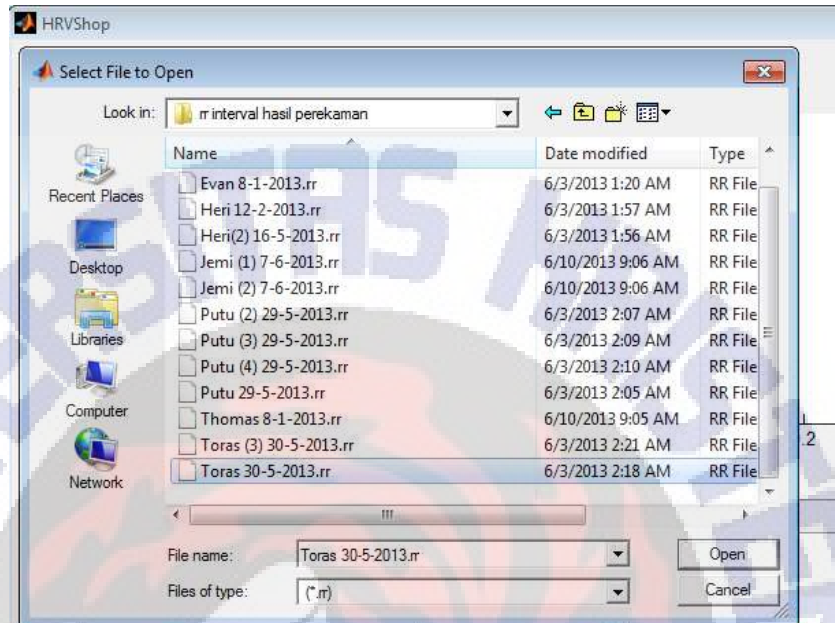 HRVShop
Select File to Open
Look in: rr interval hasil perekaman
Name Date modified Type
Evan 8-1-2013.rr 6/3/2013 1:20 AM RR File
Heri 12-2-2013.rr 6/3/2013 1:57 AM RR File
Heri(2) 16-5-2013.rr 6/3/2013 1:56 AM RR File
Jemi (1) 7-6-2013.rr 6/10/2013 9:06 AM RR File
Jemi (2) 7-6-2013.rr 6/10/2013 9:06 AM RR File
Putu (2) 29-5-2013.rr 6/3/2013 2:07 AM RR File
Putu (3) 29-5-2013.rr 6/3/2013 2:09 AM RR File
Putu (4) 29-5-2013.rr 6/3/2013 2:10 AM RR File
Putu 29-5-2013.rr 6/3/2013 2:05 AM RR File
Thomas 8-1-2013.rr 6/10/2013 9:05 AM RR File
Toras (3) 30-5-2013.rr 6/3/2013 2:21 AM RR File
Toras 30-5-2013.rr 6/3/2013 2:18 AM RR File
Recent Places
Desktop
Libraries
Computer
Network
.2
File name: Toras 30-5-2013.rr Open
Files of type: (*.rr) Cancel